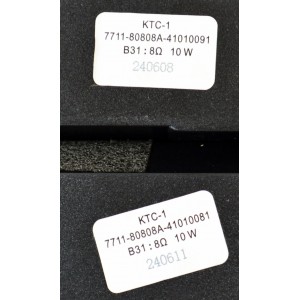 KTC-1
7711-80808A-41010091
B31 : 8Ω 10 W
240608
KTC-1
7711-80808A-41010081
B31 : 8Ω 10 W
240611